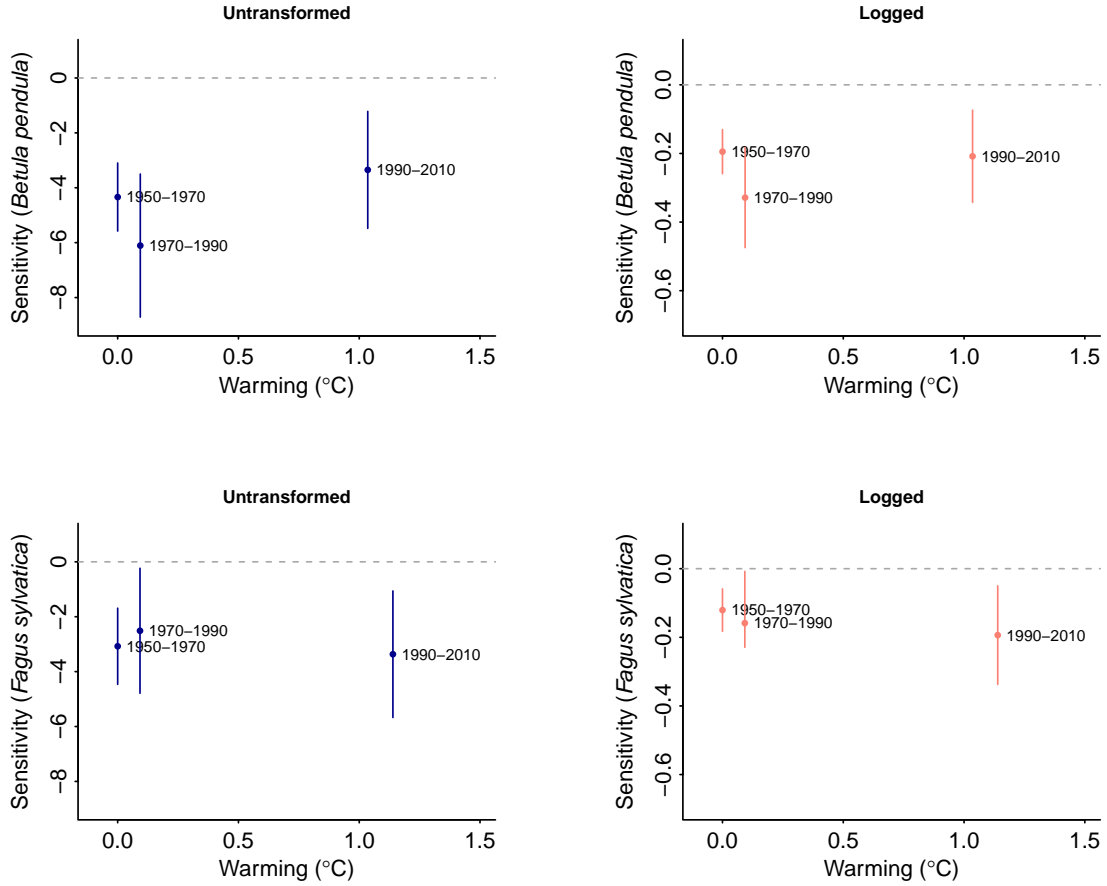 Untransformed
Sensitivity (Betula pendula)
0
−2
−4
−6
−8
1950−1970
1970−1990
1990−2010
0.0 0.5 1.0 1.5
Warming (°C)
Logged
Sensitivity (Betula pendula)
0.0
−0.2
−0.4
−0.6
1950−1970
1970−1990
1990−2010
0.0 0.5 1.0 1.5
Warming (°C)
Untransformed
Sensitivity (Fagus sylvatica)
0
−2
−4
−6
−8
1970−1990
1950−1970
1990−2010
0.0 0.5 1.0 1.5
Warming (°C)
Logged
Sensitivity (Fagus sylvatica)
0.0
−0.2
−0.4
−0.6
1950−1970
1970−1990
1990−2010
0.0 0.5 1.0 1.5
Warming (°C)